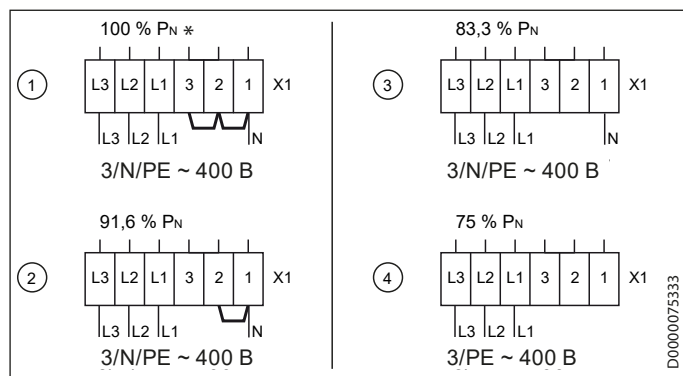 100 % PN *
1
L3 L2 L1 3 2 1 X1
L3 L2 L1 N
3/N/PE ~ 400 В
91,6 % PN
2
L3 L2 L1 3 2 1 X1
L3 L2 L1 N
3/N/PE ~ 400 В
83,3 % PN
3
L3 L2 L1 3 2 1 X1
L3 L2 L1 N
3/N/PE ~ 400 В
75 % PN
4
L3 L2 L1 3 2 1 X1
L3 L2 L1
3/PE ~ 400 В
D0000075333